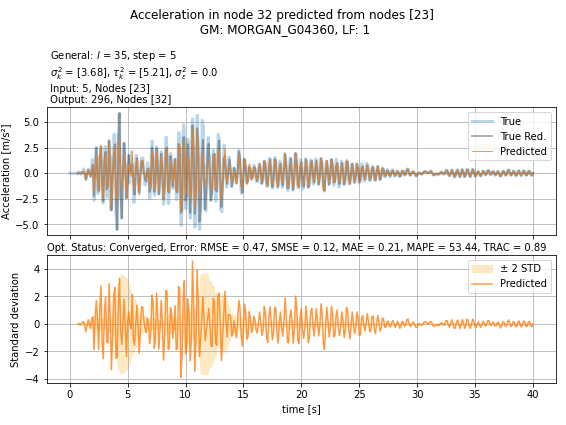 Acceleration in node 32 predicted from nodes [23]
GM: MORGAN_G04360, LF: 1
General: l = 35, step = 5
σ²ₖ = [3.68], τ²ₖ = [5.21], σ²ₑ = 0.0
Input: 5, Nodes [23]
Output: 296, Nodes [32]
Acceleration [m/s²]
5.0
2.5
0.0
−2.5
−5.0
True
True Red.
Predicted
Opt. Status: Converged, Error: RMSE = 0.47, SMSE = 0.12, MAE = 0.21, MAPE = 53.44, TRAC = 0.89
Standard deviation
4
2
0
−2
−4
± 2 STD
Predicted
0 5 10 15 20 25 30 35 40
time [s]